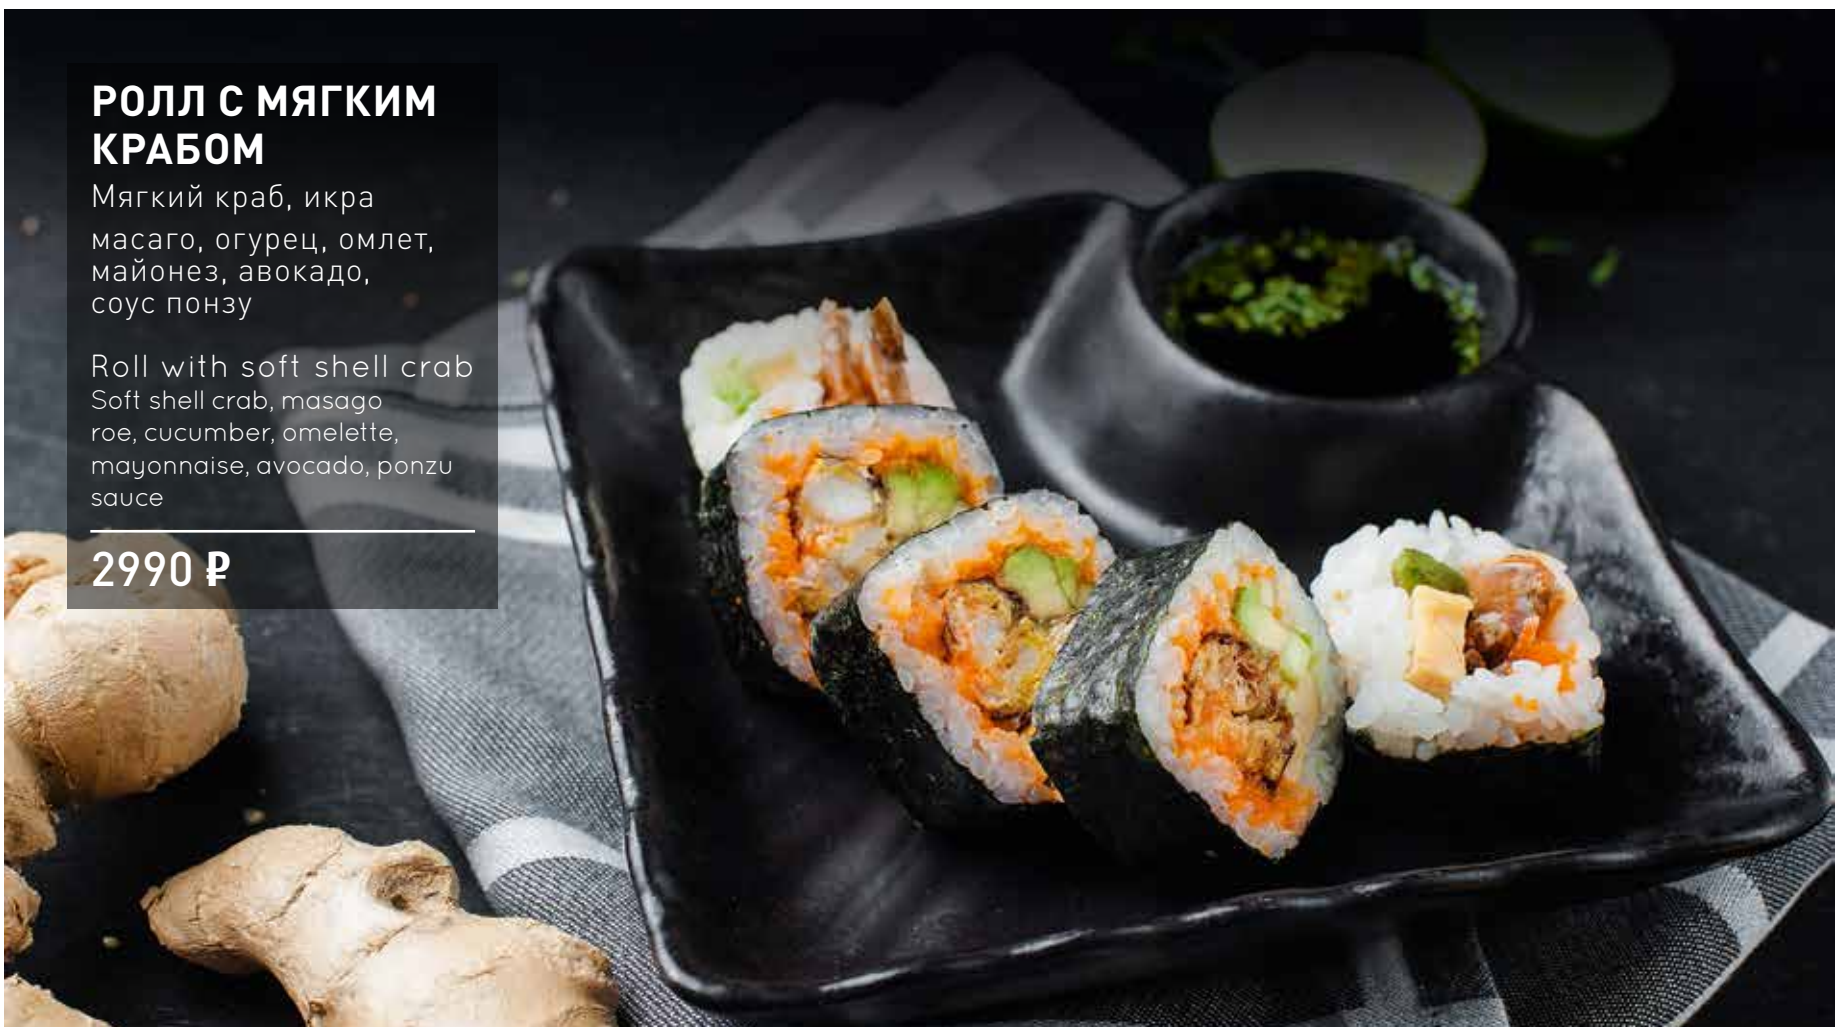 РОЛЛ С МЯГКИМ
КРАБОМ
Мягкий краб, икра
масаго, огурец, омлет,
майонез, авокадо,
соус понзу
Roll with soft shell crab
Soft shell crab, masago
roe, cucumber, omelette,
mayonnaise, avocado, ponzu
sauce
2990 ₽